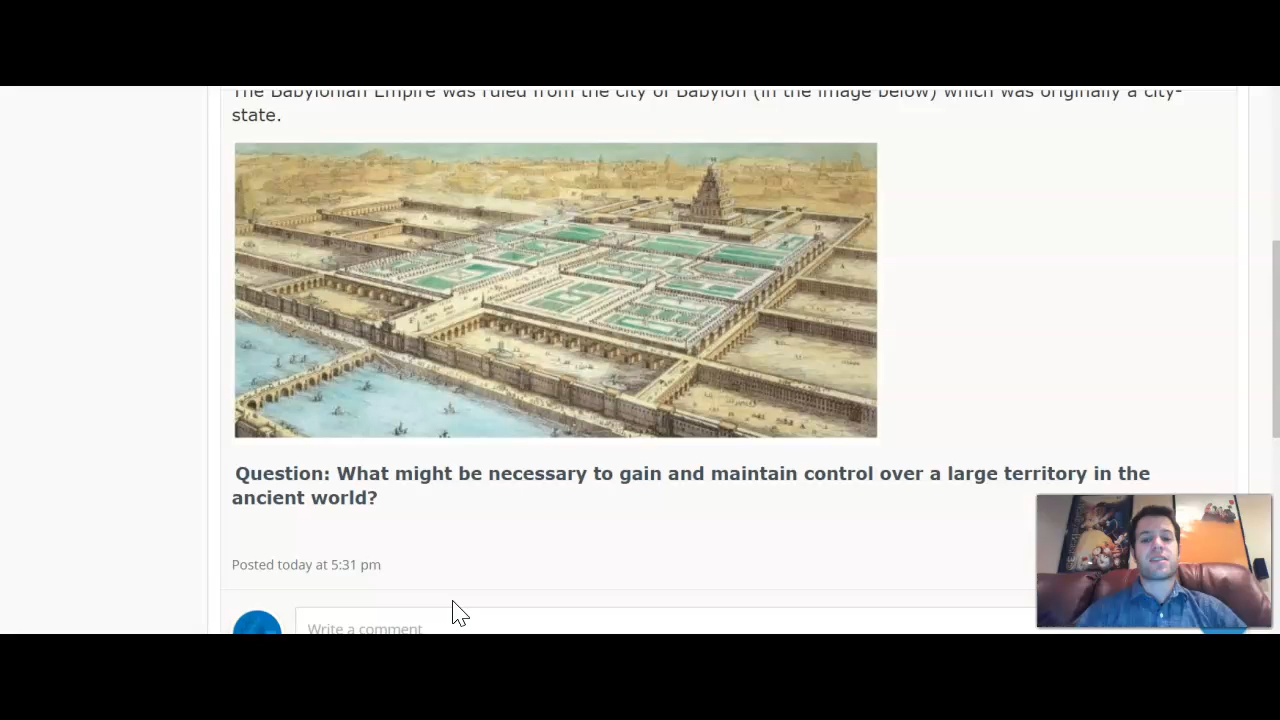 The Babylonian Empire was ruled from the city of Babylon (in the image below) which was originally a city-
state.
Question: What might be necessary to gain and maintain control over a large territory in the
ancient world?
Posted today at 5:31 pm
Write a comment